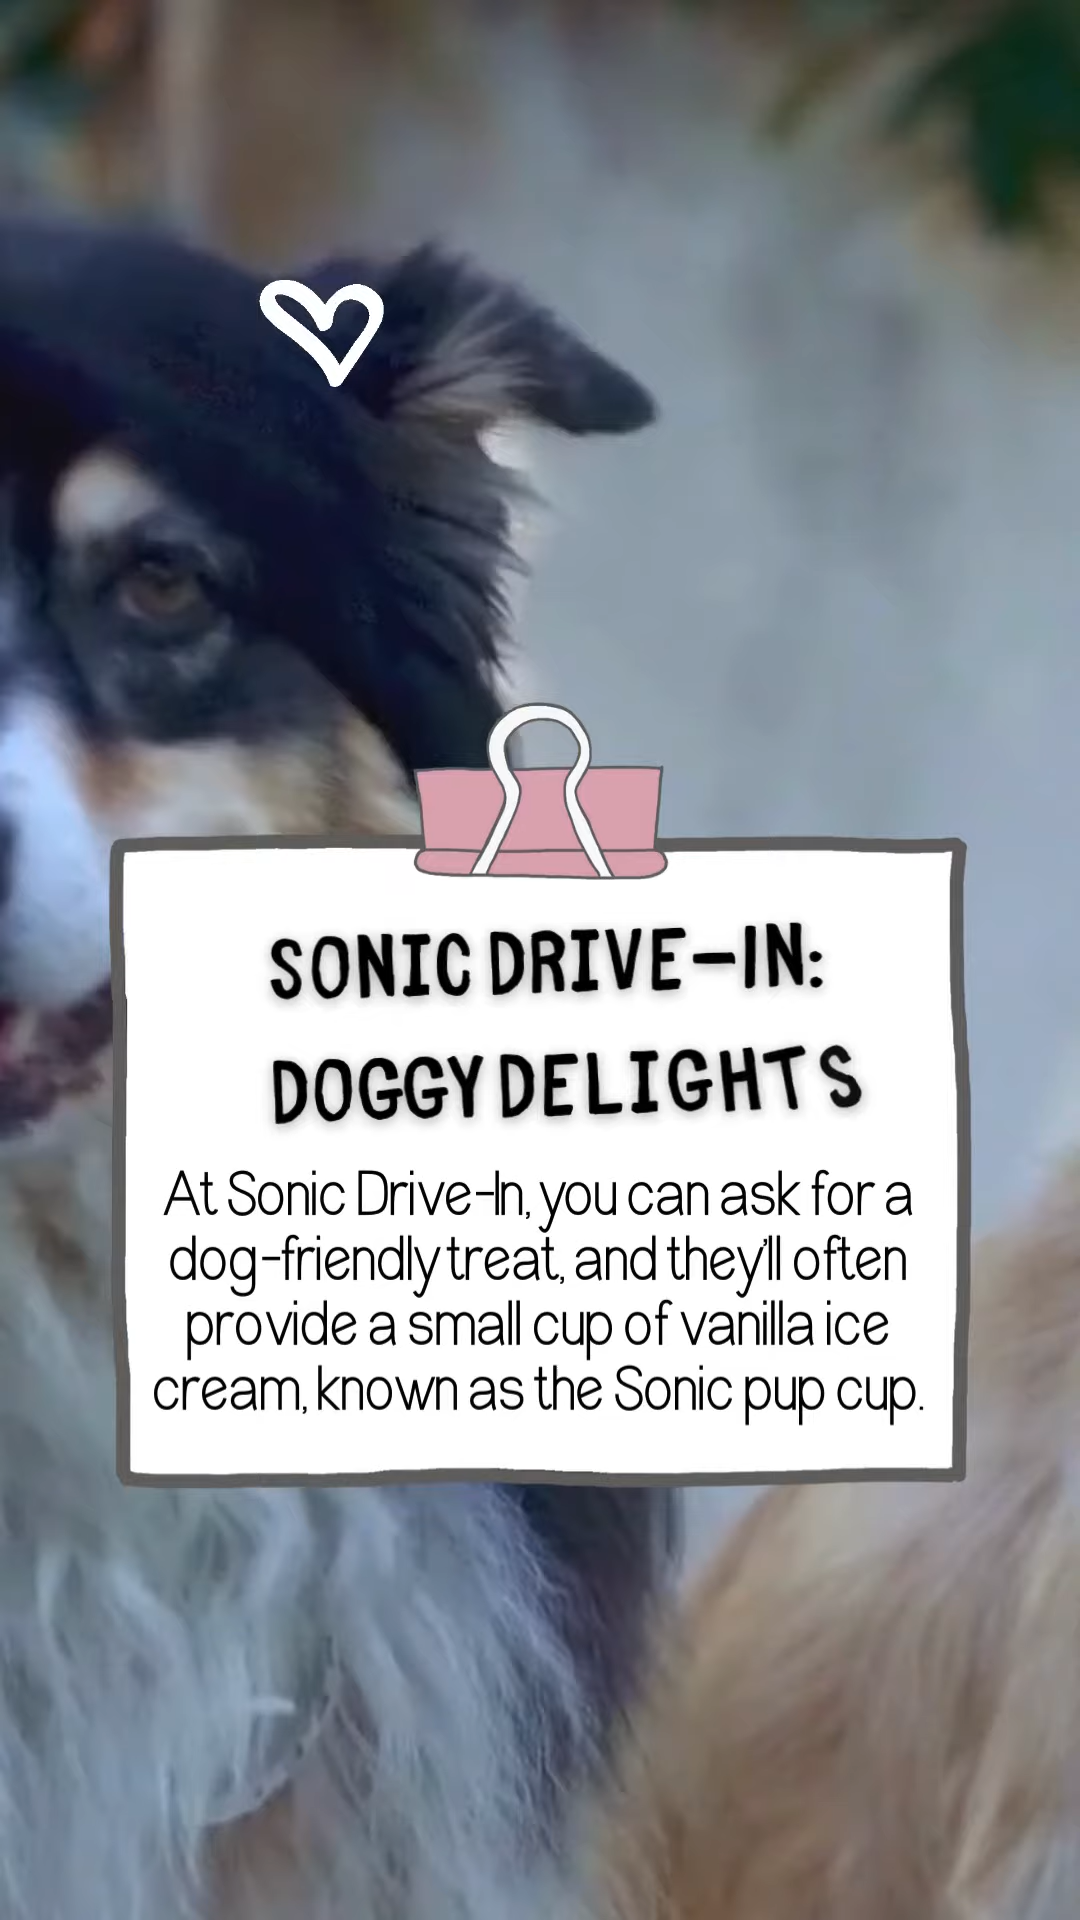 SONIC DRIVE-IN:
DOGGY DELIGHTS
At Sonic Drive-In, you can ask for a
dog-friendly treat, and they'll often
provide a small cup of vanilla ice
cream, known as the Sonic pup cup.